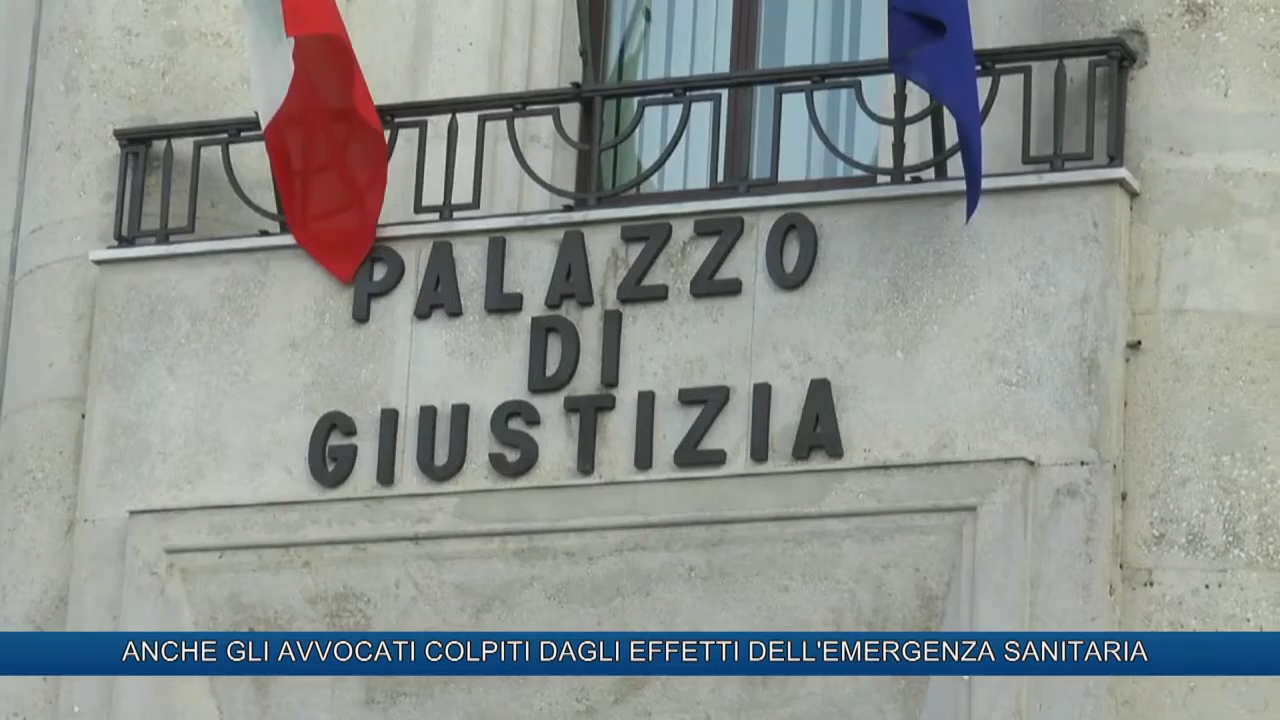 PALAZZO
DI
GIUSTIZIA
ANCHE GLI AVVOCATI COLPITI DAGLI EFFETTI DELL'EMERGENZA SANITARIA